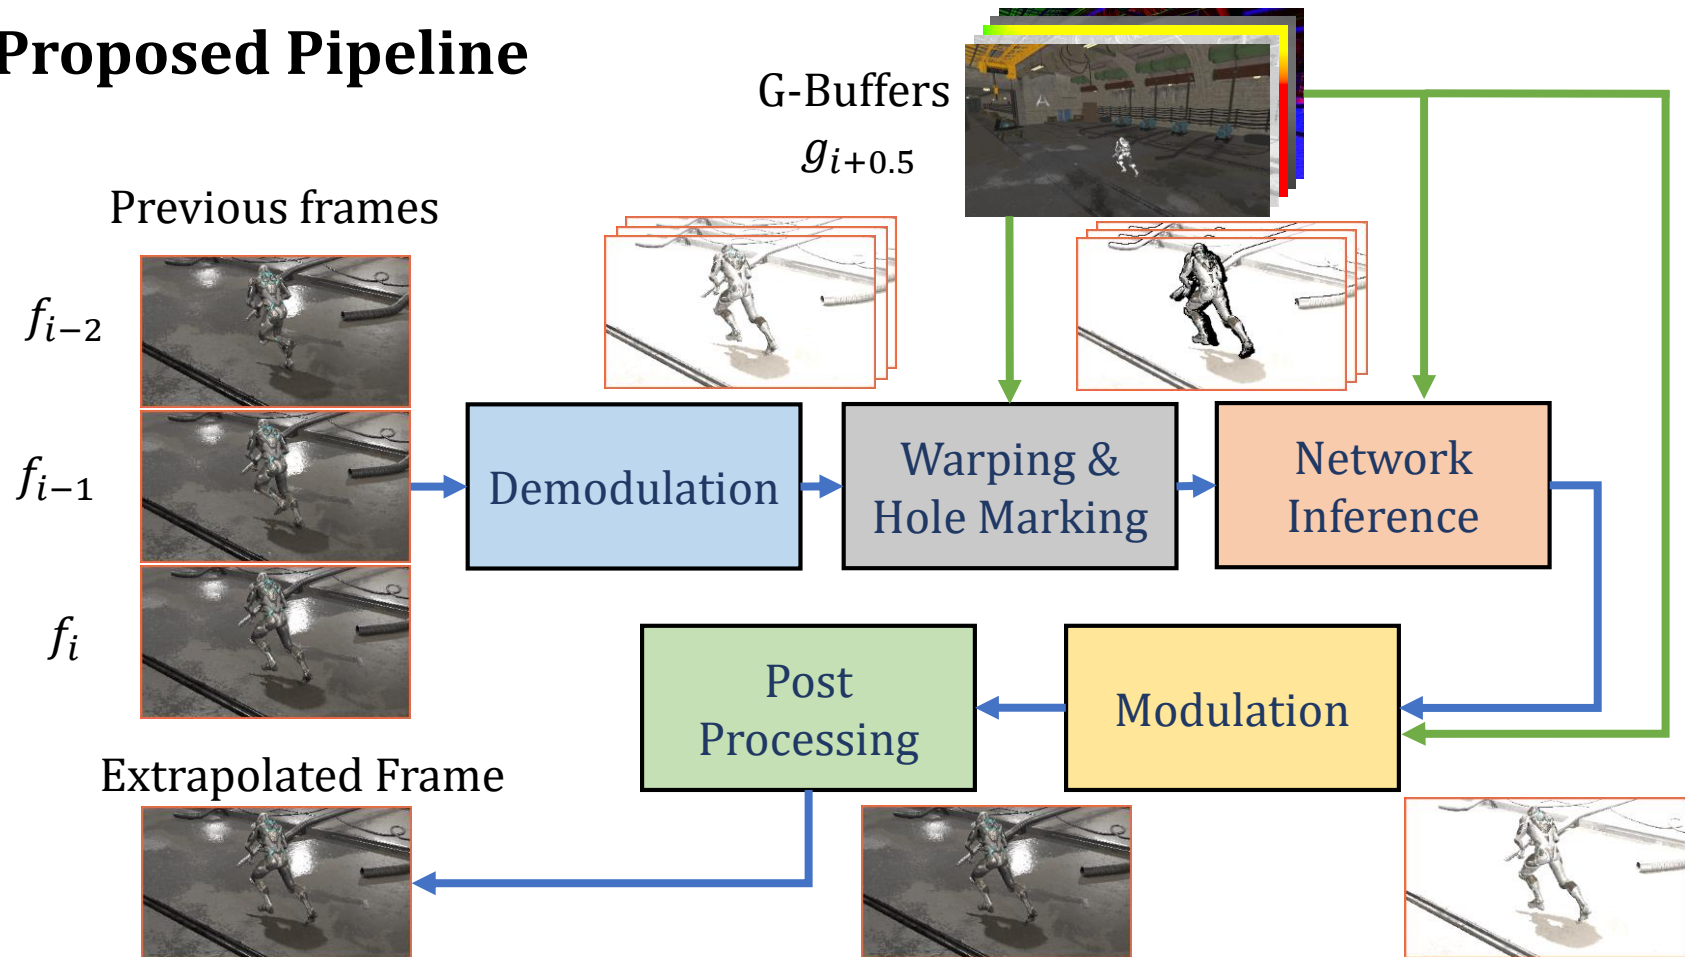 Proposed Pipeline
G-Buffers
g_{i+0.5}
Previous frames
f_{i−2}
f_{i−1}
f_i
Demodulation
Warping &
Hole Marking
Network
Inference
Post
Processing
Modulation
Extrapolated Frame